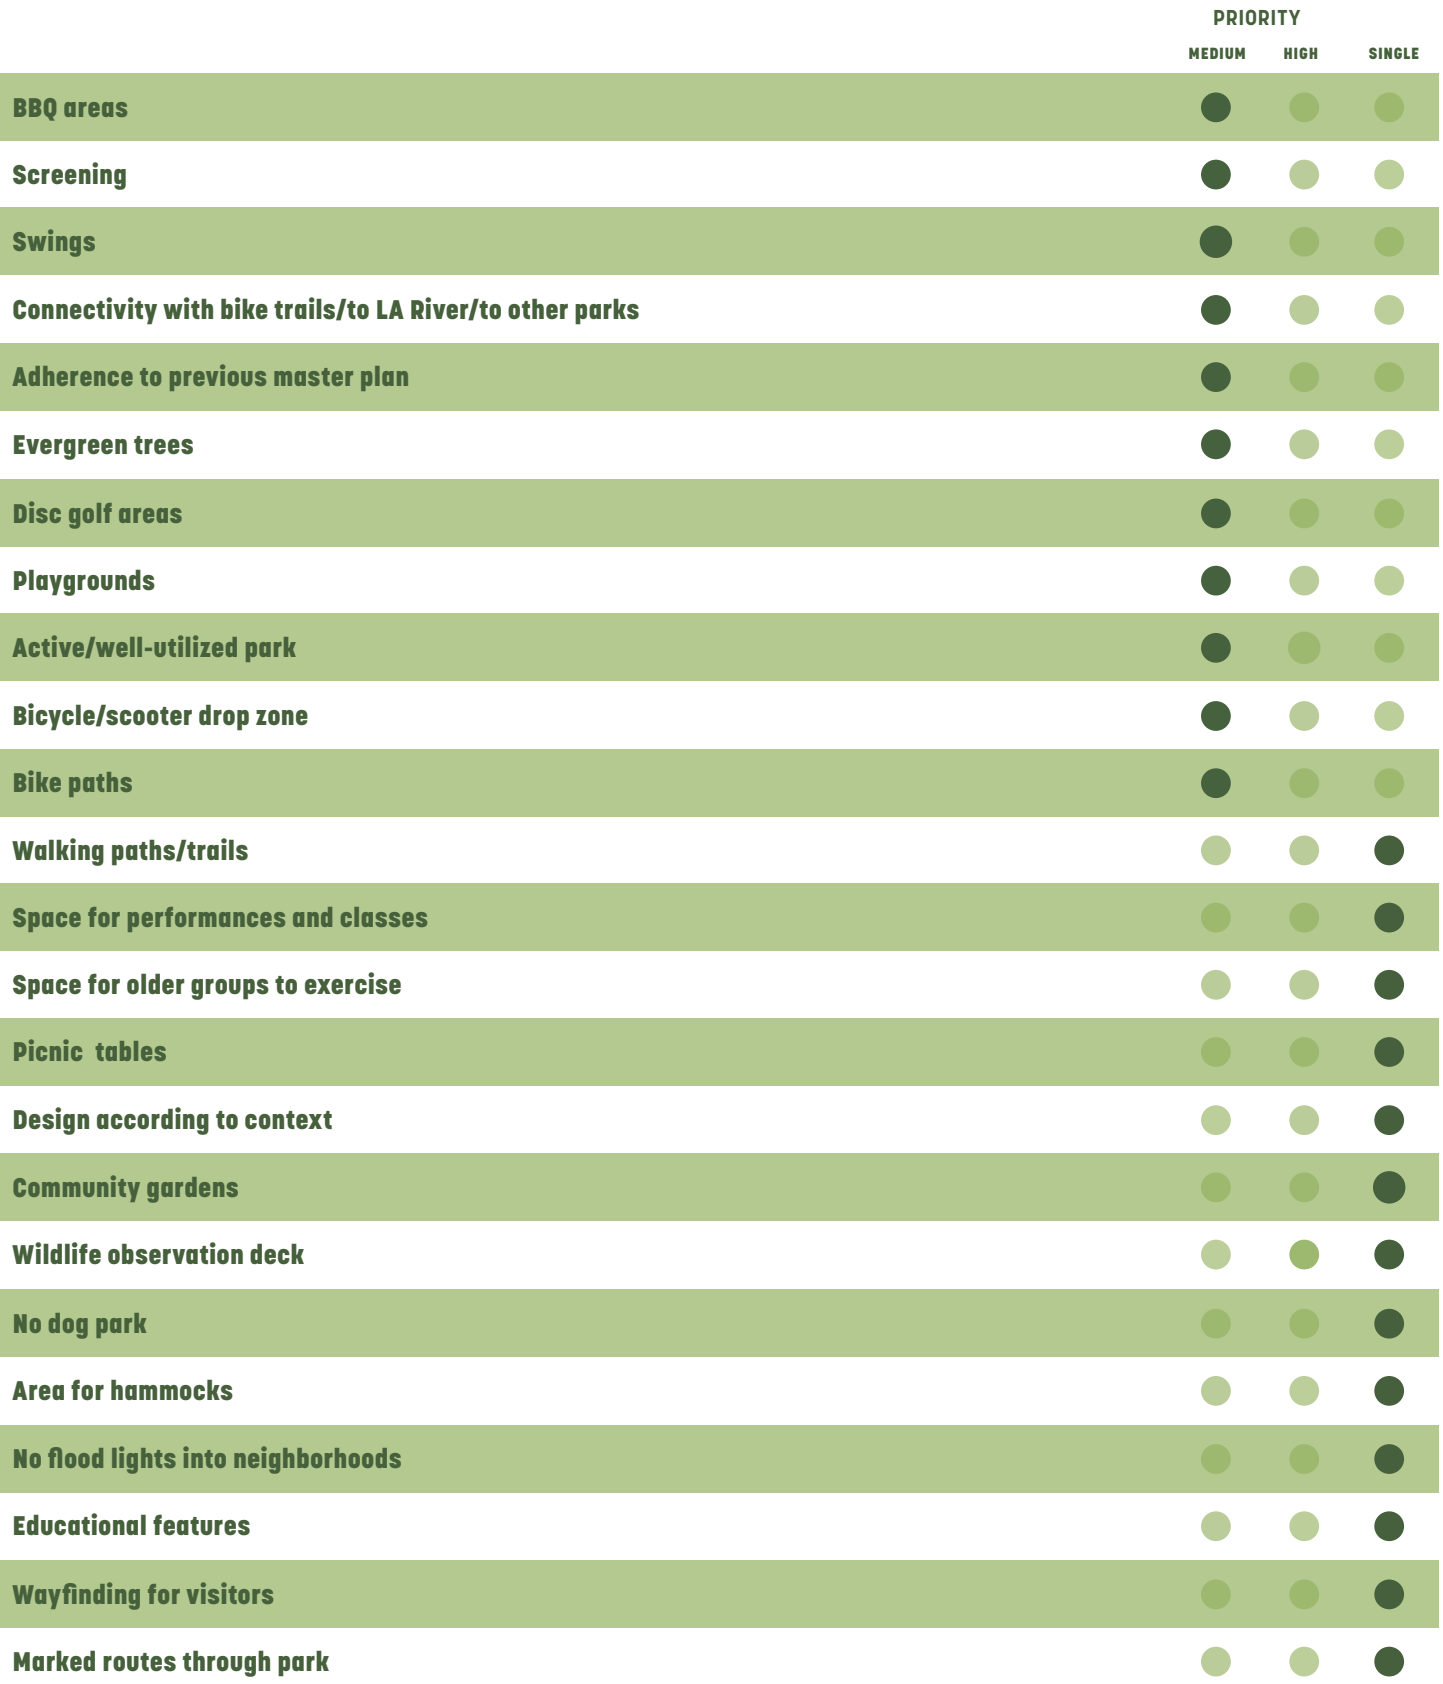 PRIORITY
MEDIUM HIGH SINGLE
BBQ areas
Screening
Swings
Connectivity with bike trails/to LA River/to other parks
Adherence to previous master plan
Evergreen trees
Disc golf areas
Playgrounds
Active/well-utilized park
Bicycle/scooter drop zone
Bike paths
Walking paths/trails
Space for performances and classes
Space for older groups to exercise
Picnic tables
Design according to context
Community gardens
Wildlife observation deck
No dog park
Area for hammocks
No flood lights into neighborhoods
Educational features
Wayfinding for visitors
Marked routes through park